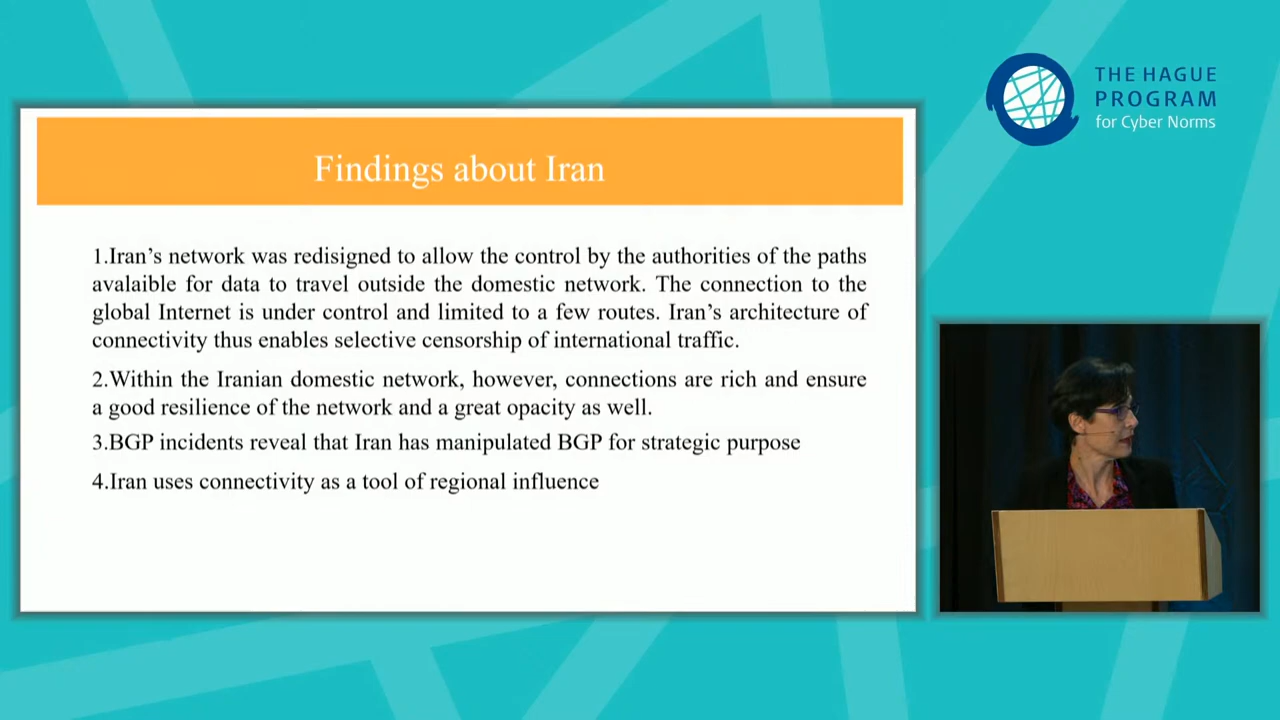 THE HAGUE
PROGRAM
for Cyber Norms
Findings about Iran
1.Iran's network was redisigned to allow the control by the authorities of the paths
avalaible for data to travel outside the domestic network. The connection to the
global Internet is under control and limited to a few routes. Iran's architecture of
connectivity thus enables selective censorship of international traffic.
2.Within the Iranian domestic network, however, connections are rich and ensure
a good resilience of the network and a great opacity as well.
3.BGP incidents reveal that Iran has manipulated BGP for strategic purpose
4.Iran uses connectivity as a tool of regional influence